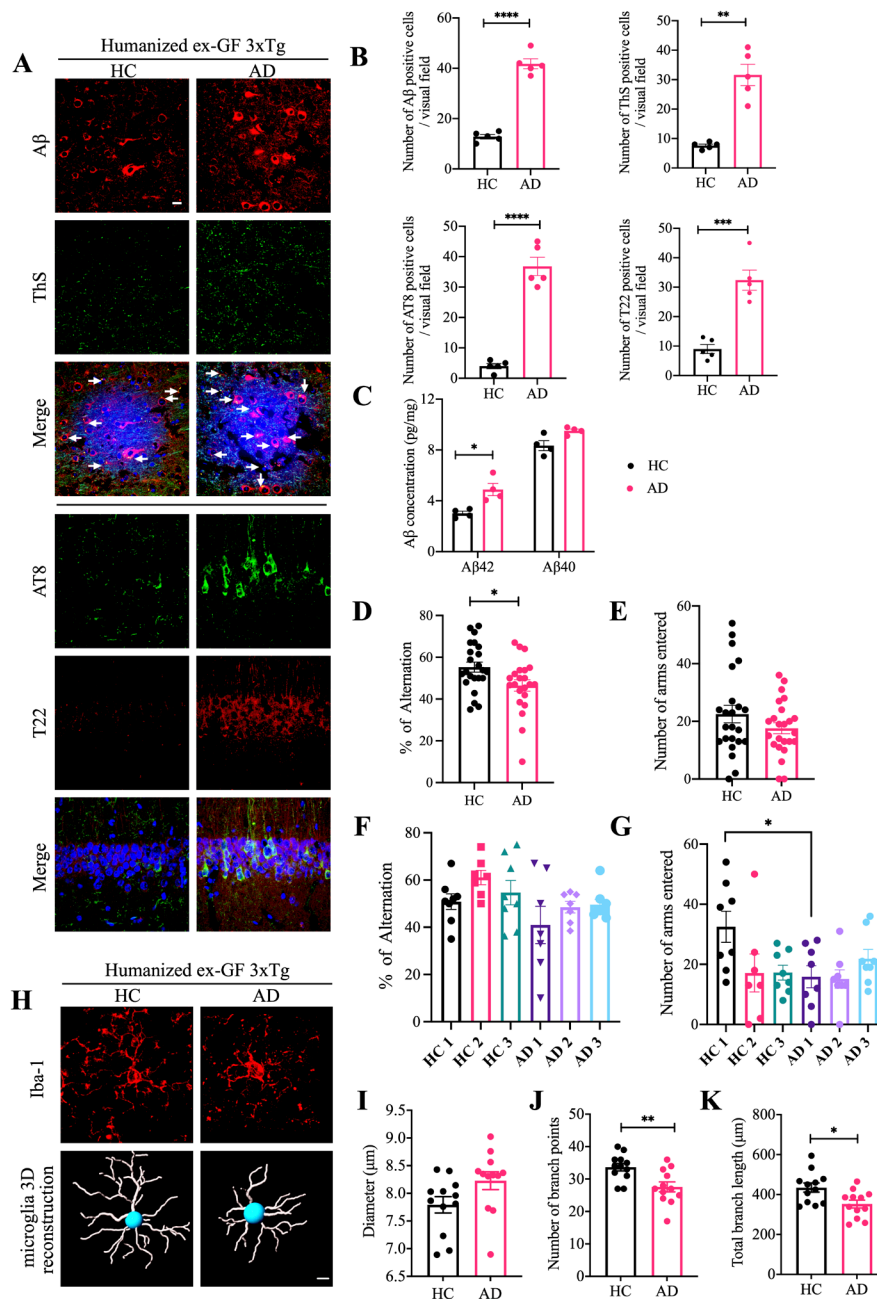 A
Humanized ex-GF 3xTg
HC
AD
Aβ
ThS
Merge
AT8
T22
Merge
B
Number of Aβ positive cells
/ visual field
60
40
20
0
****
HC
AD
Number of ThS positive cells
/ visual field
50
40
30
20
10
0
**
HC
AD
Number of AT8 positive cells
/ visual field
50
40
30
20
10
0
****
HC
AD
Number of T22 positive cells
/ visual field
50
40
30
20
10
0
***
HC
AD
C
Aβ concentration (pg/mg)
12
8
4
0
*
Aβ42
Aβ40
HC
AD
D
% of Alternation
80
60
40
20
0
*
HC
AD
E
Number of arms entered
60
40
20
0
HC
AD
F
% of Alternation
80
60
40
20
0
HC 1
HC 2
HC 3
AD 1
AD 2
AD 3
G
Number of arms entered
60
40
20
0
*
HC 1
HC 2
HC 3
AD 1
AD 2
AD 3
H
Humanized ex-GF 3xTg
HC
AD
Iba-1
microglia 3D
reconstruction
I
Diameter (μm)
9.5
9.0
8.5
8.0
7.5
7.0
6.5
HC
AD
J
Number of branch points
50
40
30
20
10
0
**
HC
AD
K
Total branch length (μm)
800
600
400
200
0
*
HC
AD